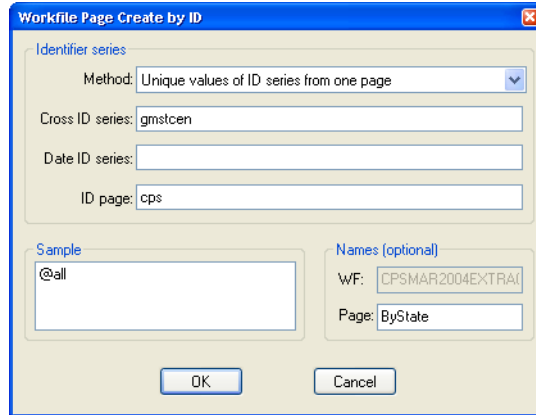 Workfile Page Create by ID
Identifier series
Method: Unique values of ID series from one page
Cross ID series: gmstcen
Date ID series:
ID page: cps
Sample
@all
Names (optional)
WF: CPSMAR2004EXTRA(
Page: ByState
OK Cancel